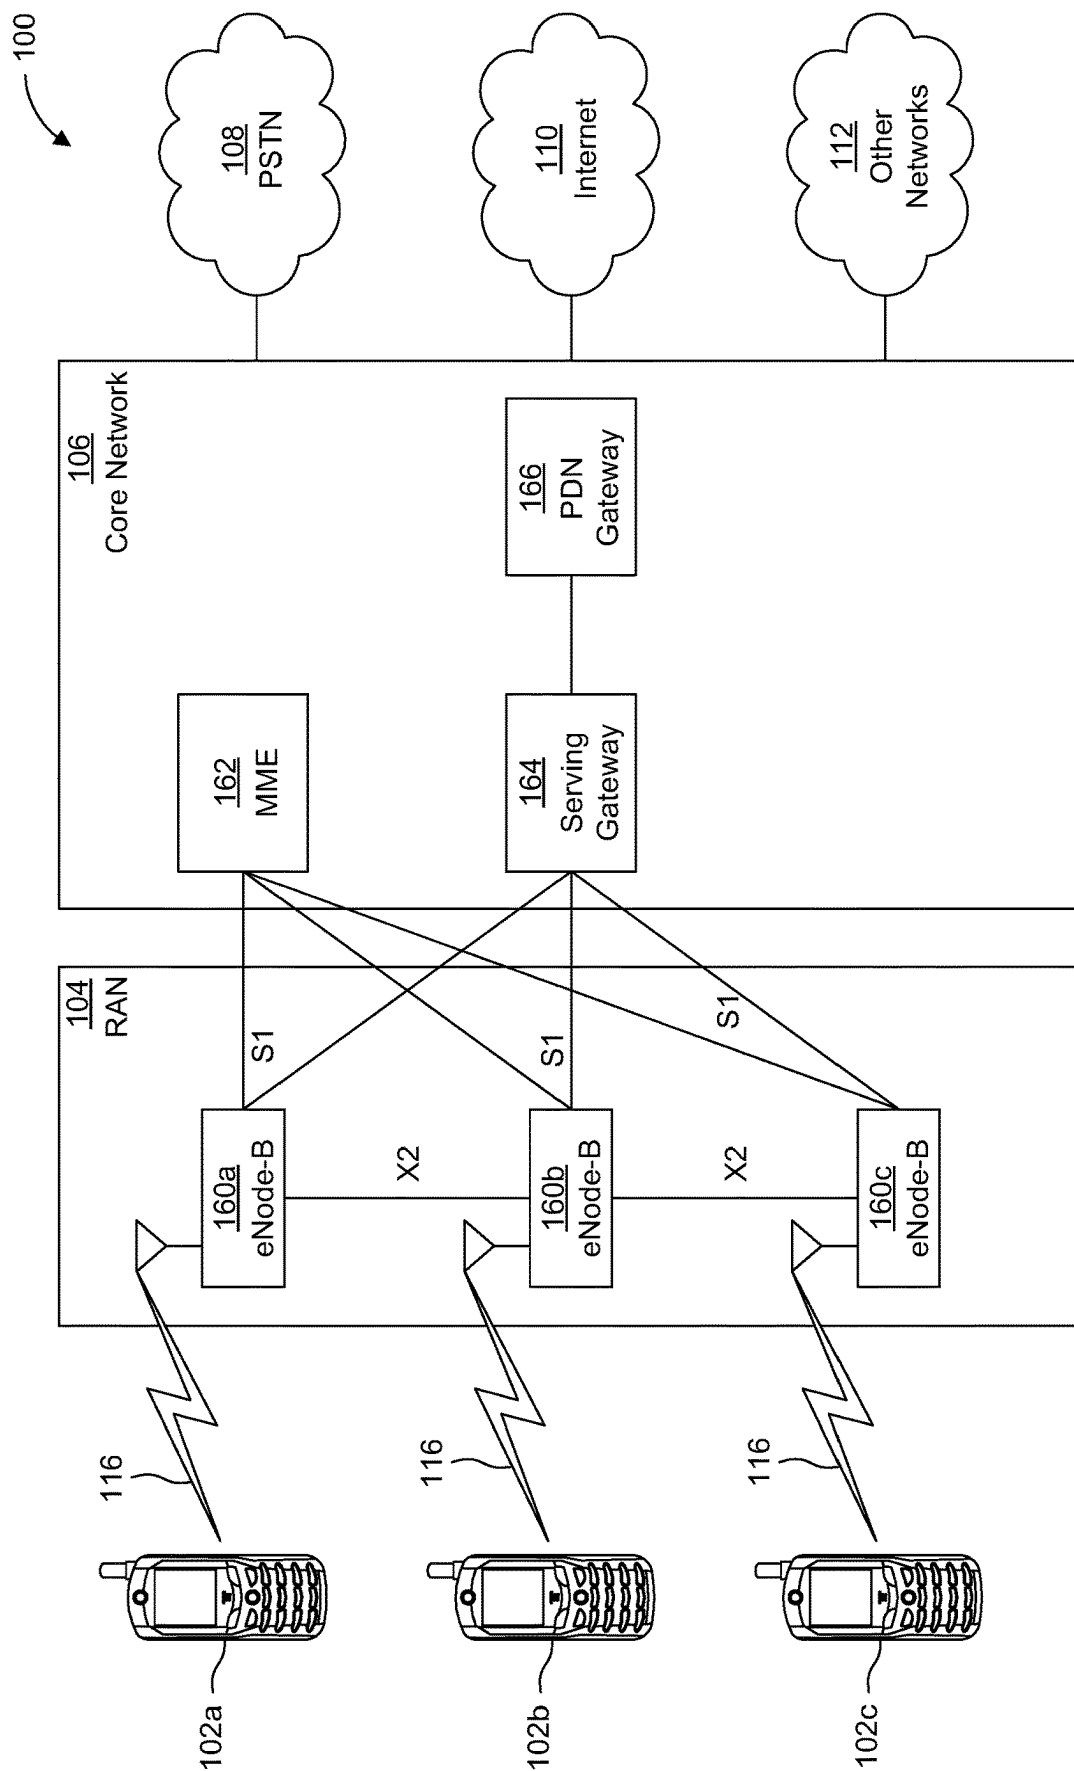 100
108
PSTN
110
Internet
112
Other
Networks
106
Core Network
162
MME
166
PDN
Gateway
164
Serving
Gateway
104
RAN
S1
S1
S1
160a
eNode-B
X2
160b
eNode-B
X2
160c
eNode-B
116
116
116
102a
102b
102c